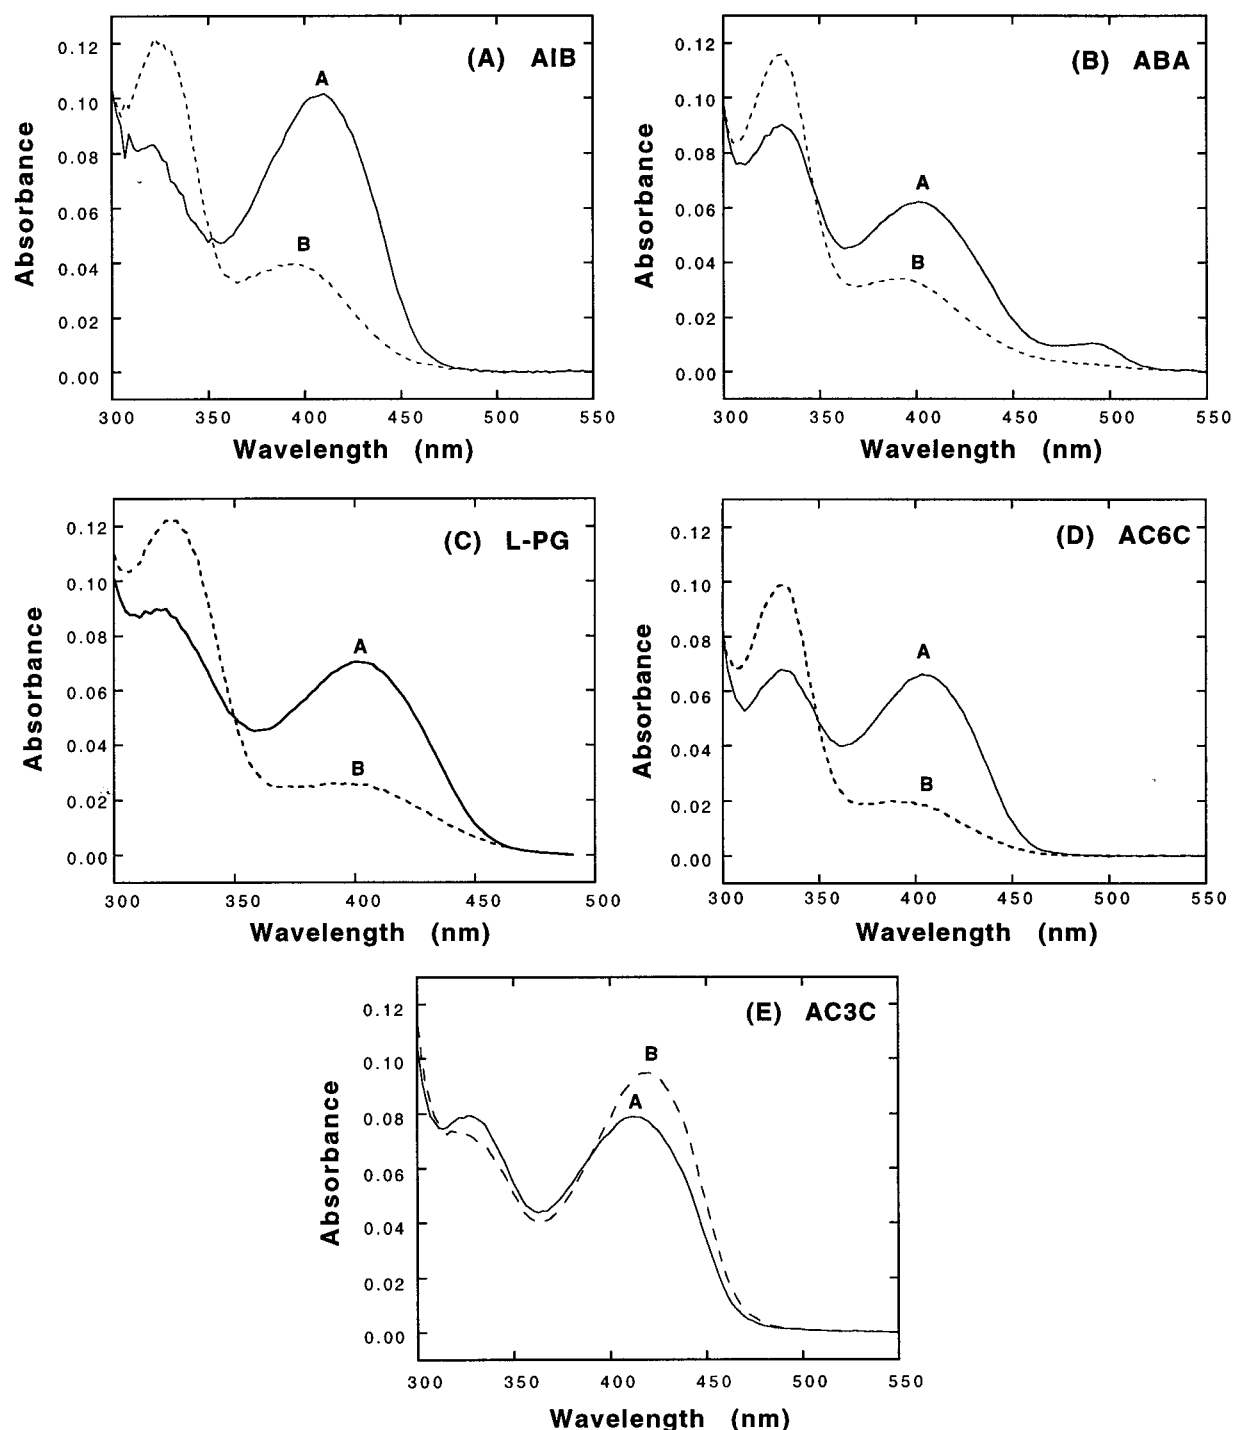 (A) AIB
A
B
0.12
0.10
0.08
0.06
0.04
0.02
0.00
Absorbance
300 350 400 450 500 550
Wavelength (nm)
(B) ABA
A
B
0.12
0.10
0.08
0.06
0.04
0.02
0.00
Absorbance
300 350 400 450 500 550
Wavelength (nm)
(C) L-PG
A
B
0.12
0.10
0.08
0.06
0.04
0.02
0.00
Absorbance
300 350 400 450 500
Wavelength (nm)
(D) AC6C
A
B
0.12
0.10
0.08
0.06
0.04
0.02
0.00
Absorbance
300 350 400 450 500 550
Wavelength (nm)
(E) AC3C
B
A
0.12
0.10
0.08
0.06
0.04
0.02
0.00
Absorbance
300 350 400 450 500 550
Wavelength (nm)